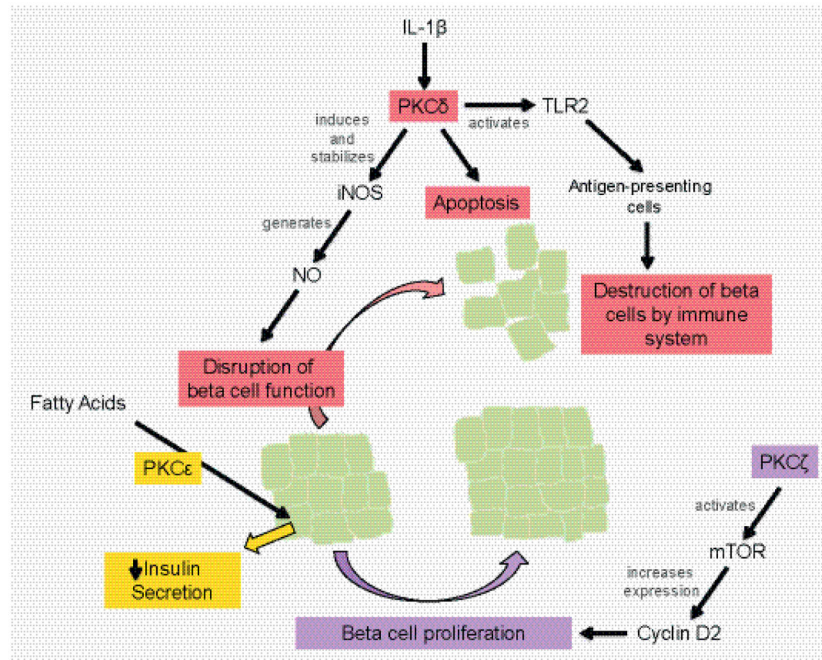 IL-1β
PKCδ
activates
TLR2
induces
and
stabilizes
iNOS
Apoptosis
Antigen-presenting
cells
generates
NO
Destruction of beta
cells by immune
system
Disruption of
beta cell function
Fatty Acids
PKCε
PKCζ
activates
mTOR
Insulin
Secretion
increases
expression
Beta cell proliferation
Cyclin D2